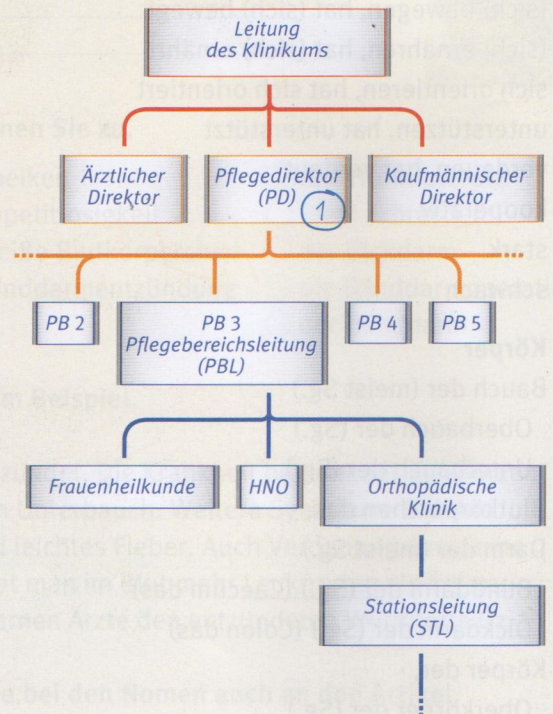 Leitung
des Klinikums
Ärztlicher
Direktor
Pflegedirektor
(PD)
1
Kaufmännischer
Direktor
PB 2
PB 3
Pflegebereichsleitung
(PBL)
PB 4
PB 5
Frauenheilkunde
HNO
Orthopädische
Klinik
Stationsleitung
(STL)